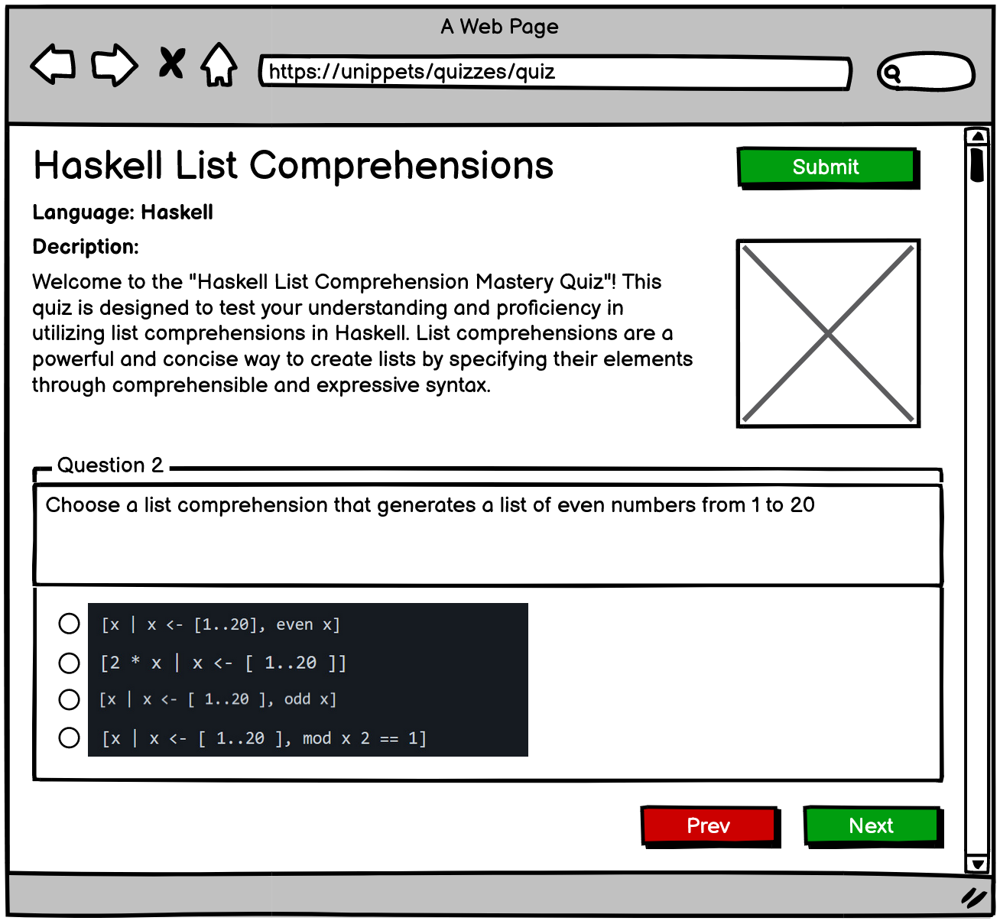 A Web Page
https://unippets/quizzes/quiz
Haskell List Comprehensions
Submit
Language: Haskell
Decription:
Welcome to the "Haskell List Comprehension Mastery Quiz"! This
quiz is designed to test your understanding and proficiency in
utilizing list comprehensions in Haskell. List comprehensions are a
powerful and concise way to create lists by specifying their elements
through comprehensible and expressive syntax.
Question 2
Choose a list comprehension that generates a list of even numbers from 1 to 20
[x | x <- [1..20], even x]
[2 * x | x <- [ 1..20 ]]
[x | x <- [ 1..20 ], odd x]
[x | x <- [ 1..20 ], mod x 2 == 1]
Prev
Next